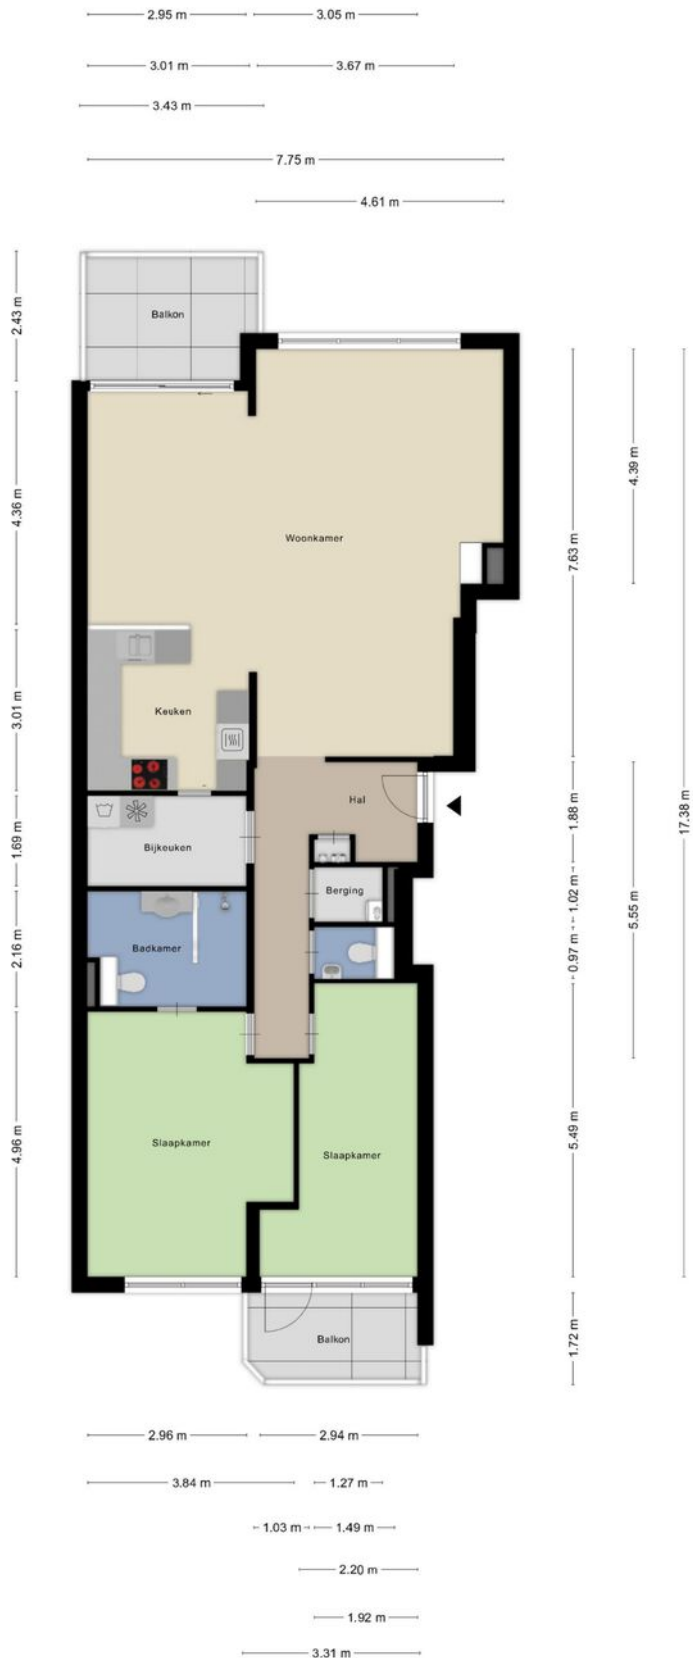 2.95 m 3.05 m
3.01 m 3.67 m
3.43 m
7.75 m
4.61 m
2.43 m
Balkon
4.36 m
4.39 m
Woonkamer
7.63 m
3.01 m
Keuken
17.38 m
Hal
1.88 m
1.69 m
Bijkeuken
Berging
1.02 m
5.55 m
2.16 m
Badkamer
0.97 m
4.96 m
Slaapkamer
Slaapkamer
5.49 m
Balkon
1.72 m
2.96 m 2.94 m
3.84 m 1.27 m
1.03 m 1.49 m
2.20 m
1.92 m
3.31 m